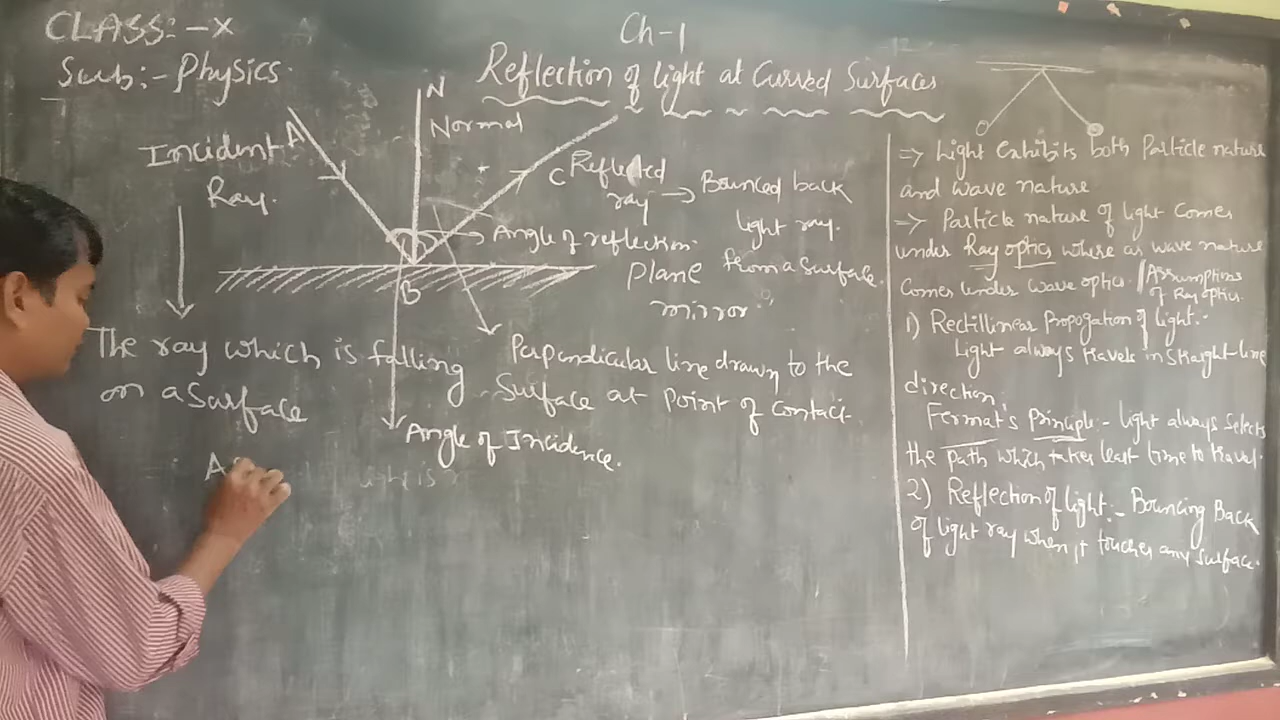 CLASS:-X
Sub:-Physics.
Ch-1
Reflection of light at Curved Surfaces
N
Normal
A
Incident
Ray.
C
Reflected
ray → Bounced back
light ray.
from a surface.
Angle of reflection.
Plane
mirror.
B
The ray which is falling
on a Surface
Perpendicular line drawn to the
Surface at Point of Contact.
Angle of Incidence.
A
light is
=> Light Exhibits both Particle nature
and wave nature
=> Particle nature of light Comes
under Ray optics where as wave nature
Comes under wave optics.
Assumptions
of Ray optics.
1) Rectillinear Propogation of light:-
Light always travels in straight-line
direction.
Fermat's Principle:- light always selects
the path which takes least time to travel.
2) Reflection of light:- Bouncing Back
of light ray when it touches any surface.